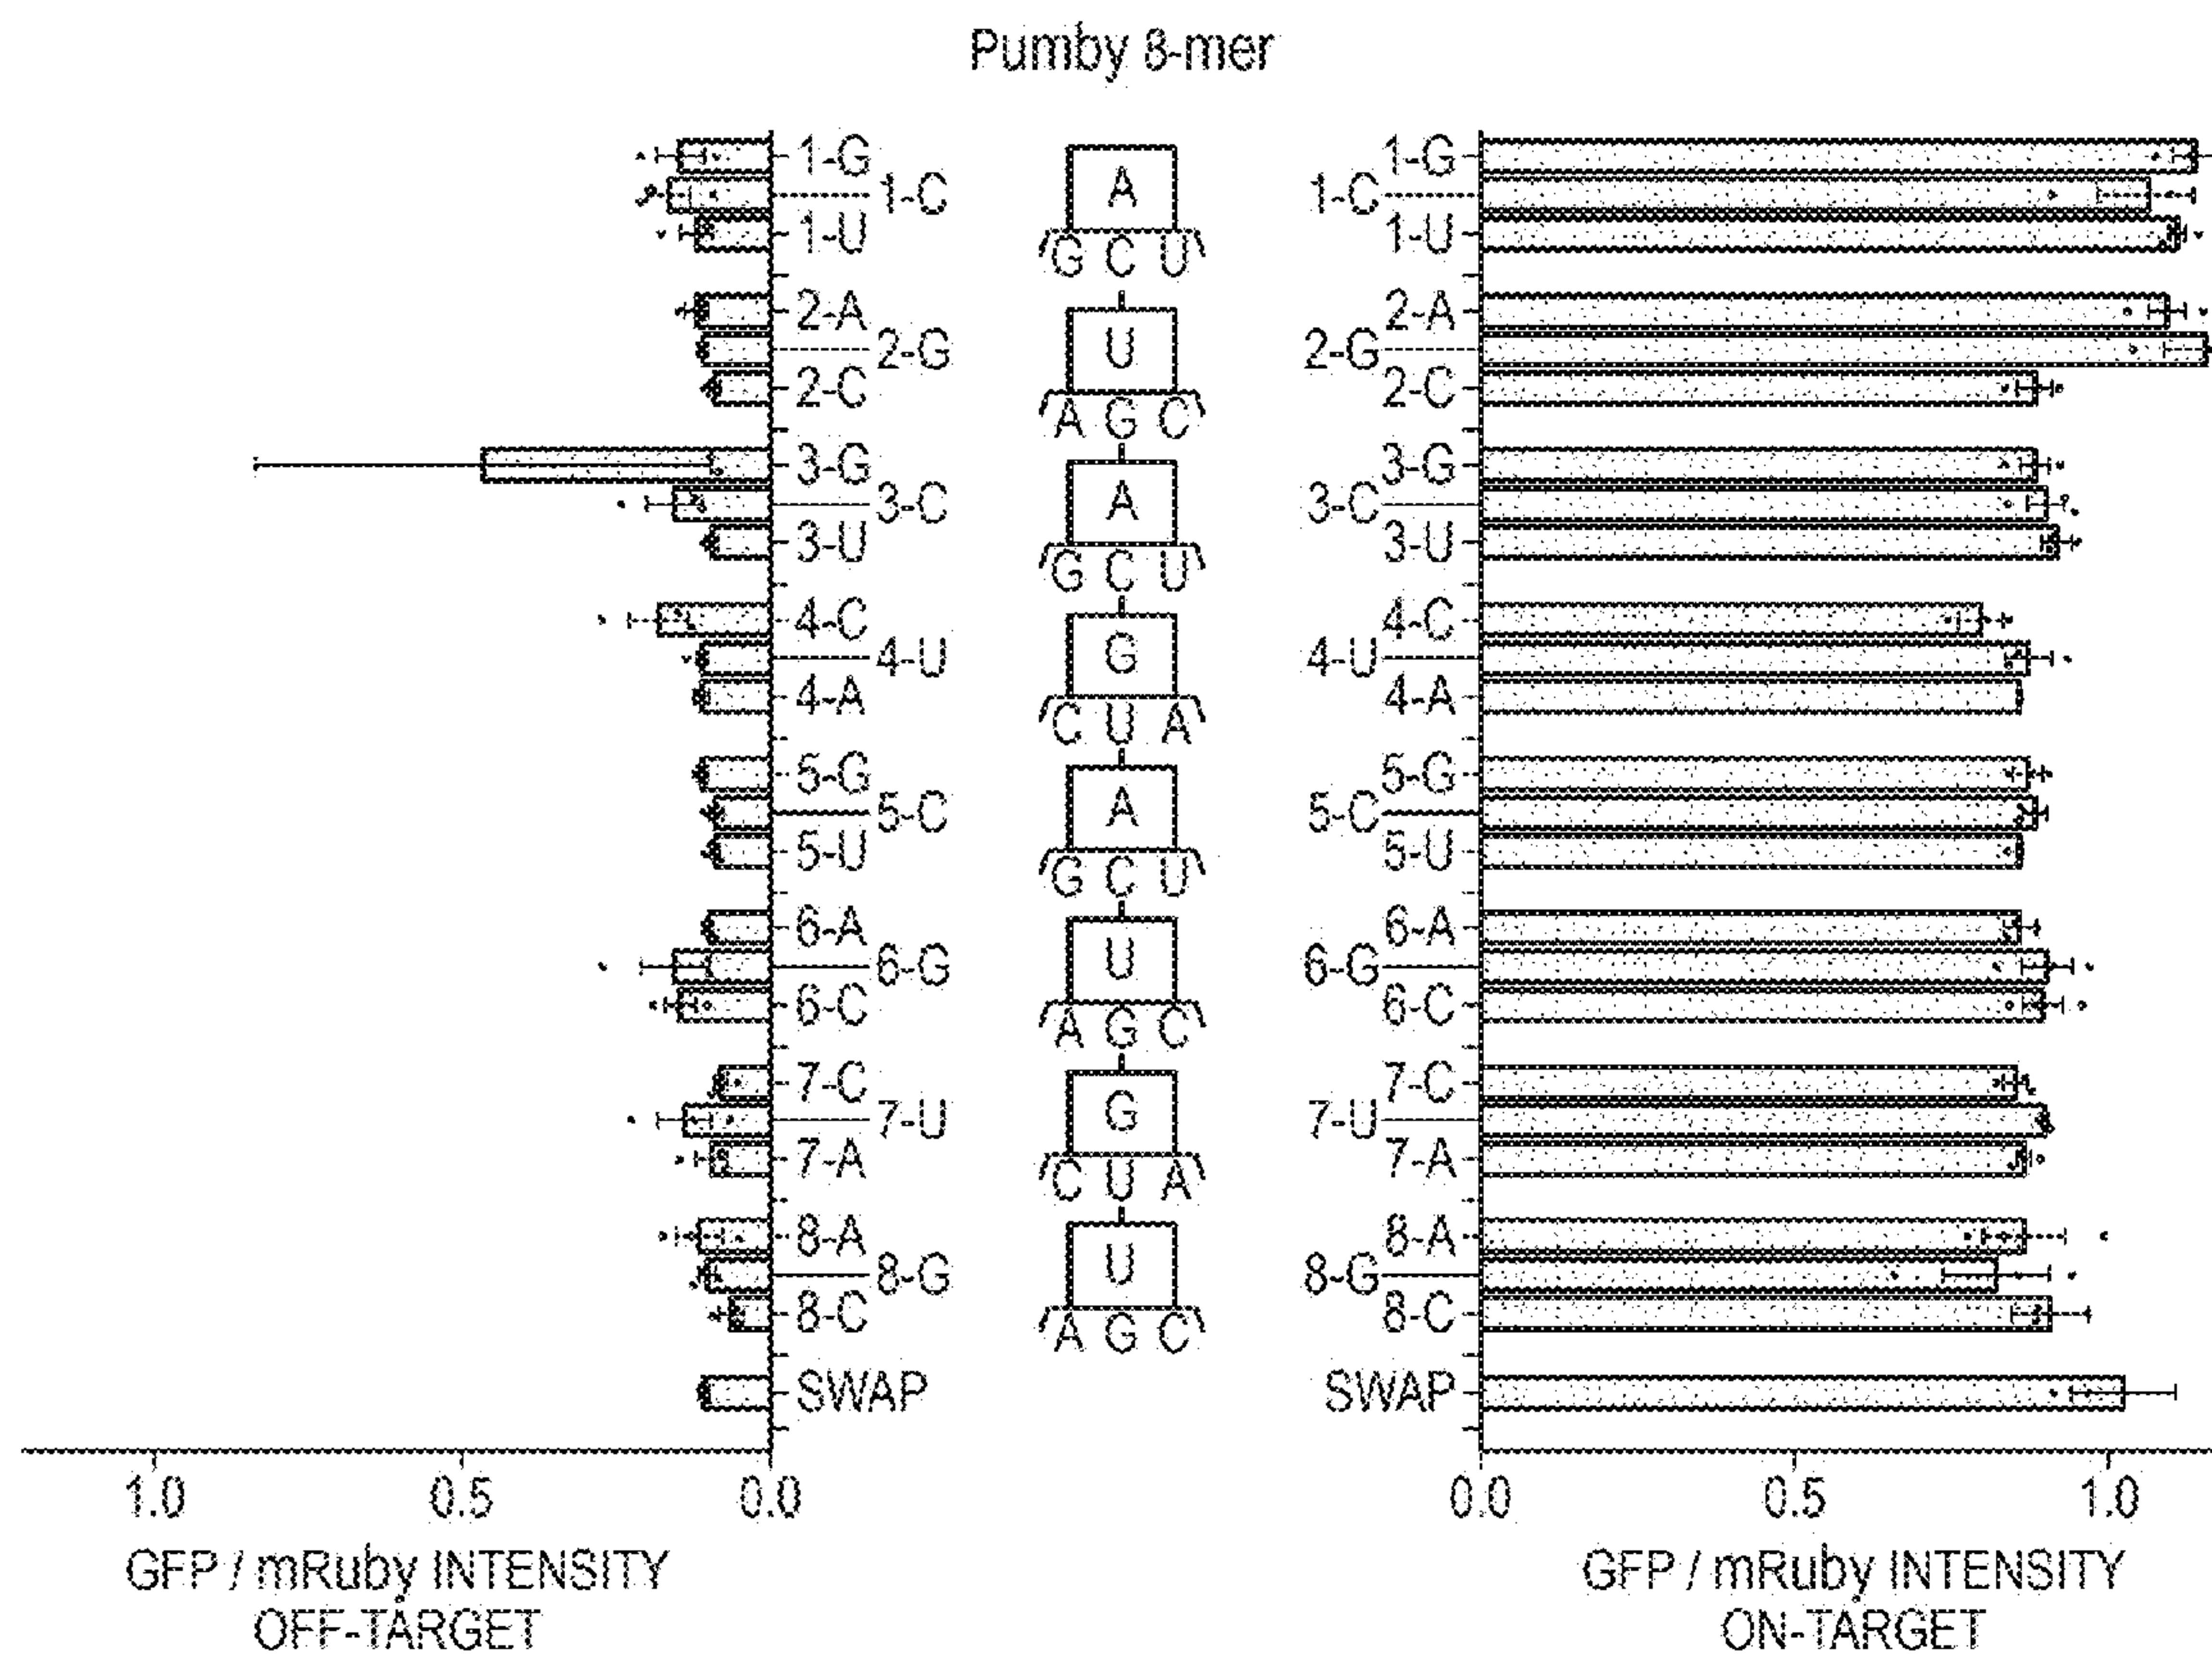 Pumby 8-mer
1-G
1-C
1-U
2-A
2-G
2-C
3-G
3-C
3-U
4-C
4-U
4-A
5-G
5-C
5-U
6-A
6-G
6-C
7-C
7-U
7-A
8-A
8-G
8-C
SWAP
1.0 0.5 0.0
GFP / mRuby INTENSITY
OFF-TARGET
A
G C U
U
A G C
A
G C U
G
C U A
A
G C U
U
A G C
G
C U A
U
A G C
1-G
1-C
1-U
2-A
2-G
2-C
3-G
3-C
3-U
4-C
4-U
4-A
5-G
5-C
5-U
6-A
6-G
6-C
7-C
7-U
7-A
8-A
8-G
8-C
SWAP
0.0 0.5 1.0
GFP / mRuby INTENSITY
ON-TARGET